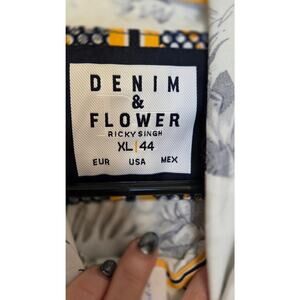 DENIM
&
FLOWER
RICKY SINGH
XL | 44
EUR USA MEX